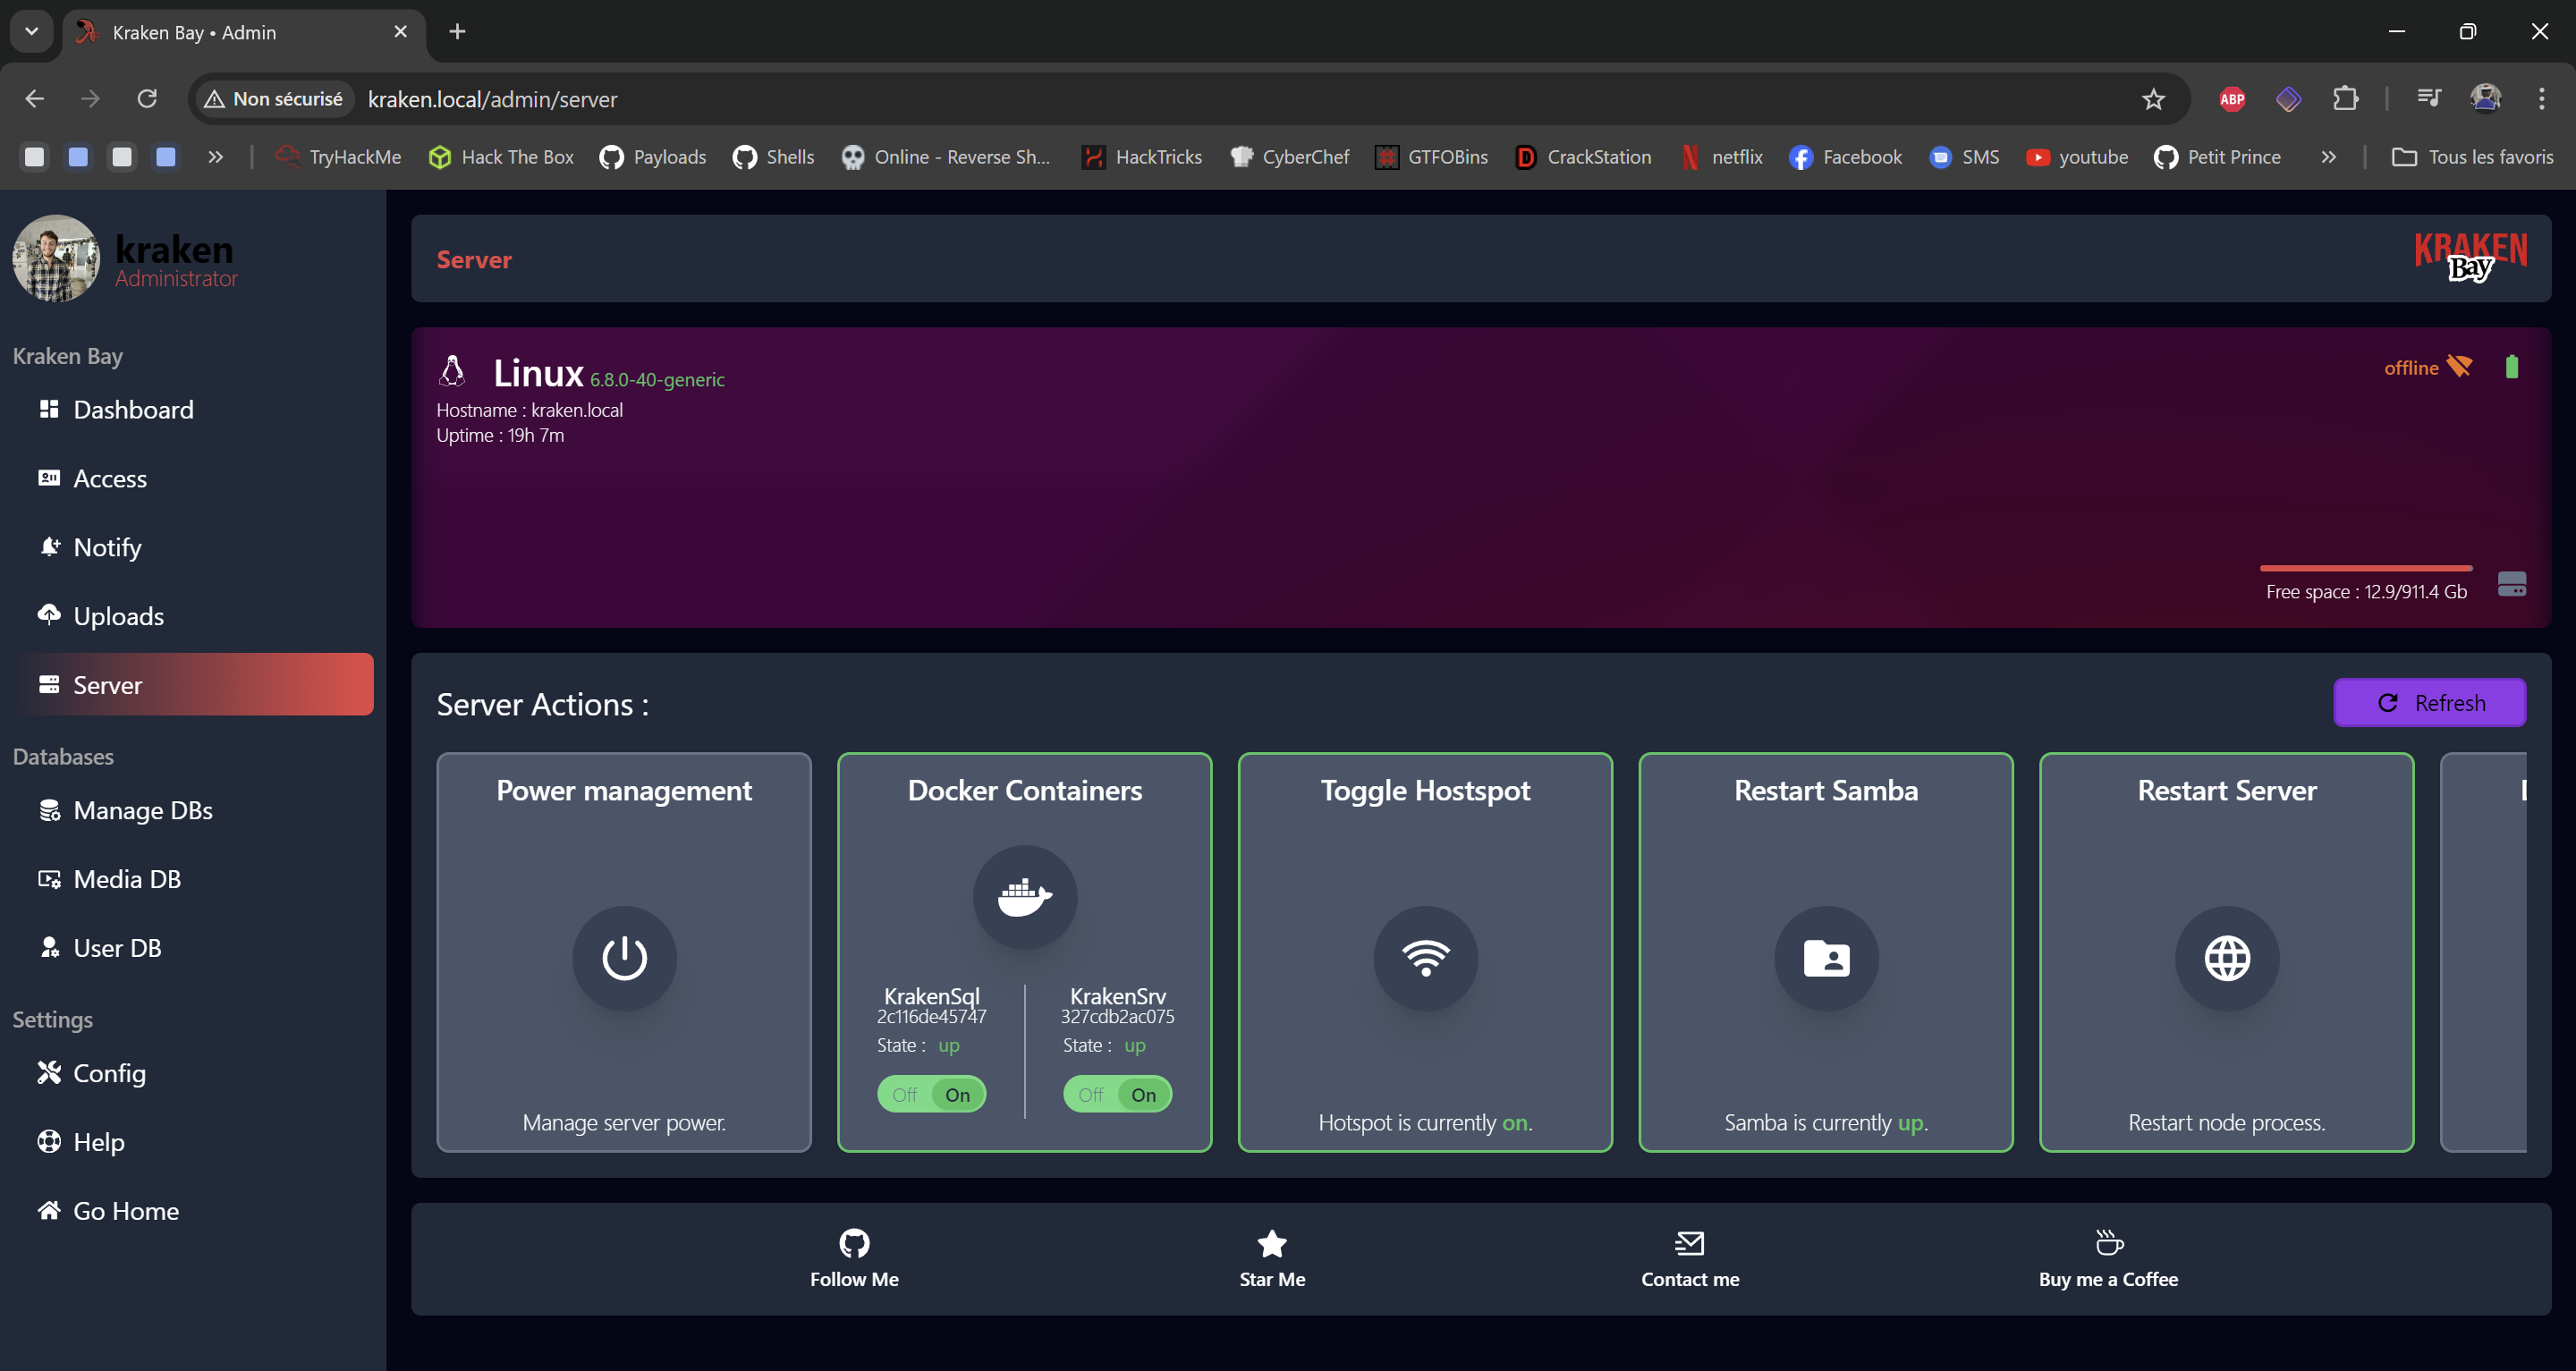 Kraken Bay • Admin
Non sécurisé kraken.local/admin/server
ABP
TryHackMe Hack The Box Payloads Shells Online - Reverse Sh... HackTricks CyberChef GTFOBins CrackStation netflix Facebook SMS youtube Petit Prince Tous les favoris
kraken
Administrator
Kraken Bay
Dashboard
Access
Notify
Uploads
Server
Databases
Manage DBs
Media DB
User DB
Settings
Config
Help
Go Home
Server
KRAKEN
Bay
Linux 6.8.0-40-generic
Hostname : kraken.local
Uptime : 19h 7m
offline
Free space : 12.9/911.4 Gb
Server Actions :
Refresh
Power management
Manage server power.
Docker Containers
KrakenSql
2c116de45747
State : up
Off On
KrakenSrv
327cdb2ac075
State : up
Off On
Toggle Hostspot
Hotspot is currently on.
Restart Samba
Samba is currently up.
Restart Server
Restart node process.
Follow Me
Star Me
Contact me
Buy me a Coffee